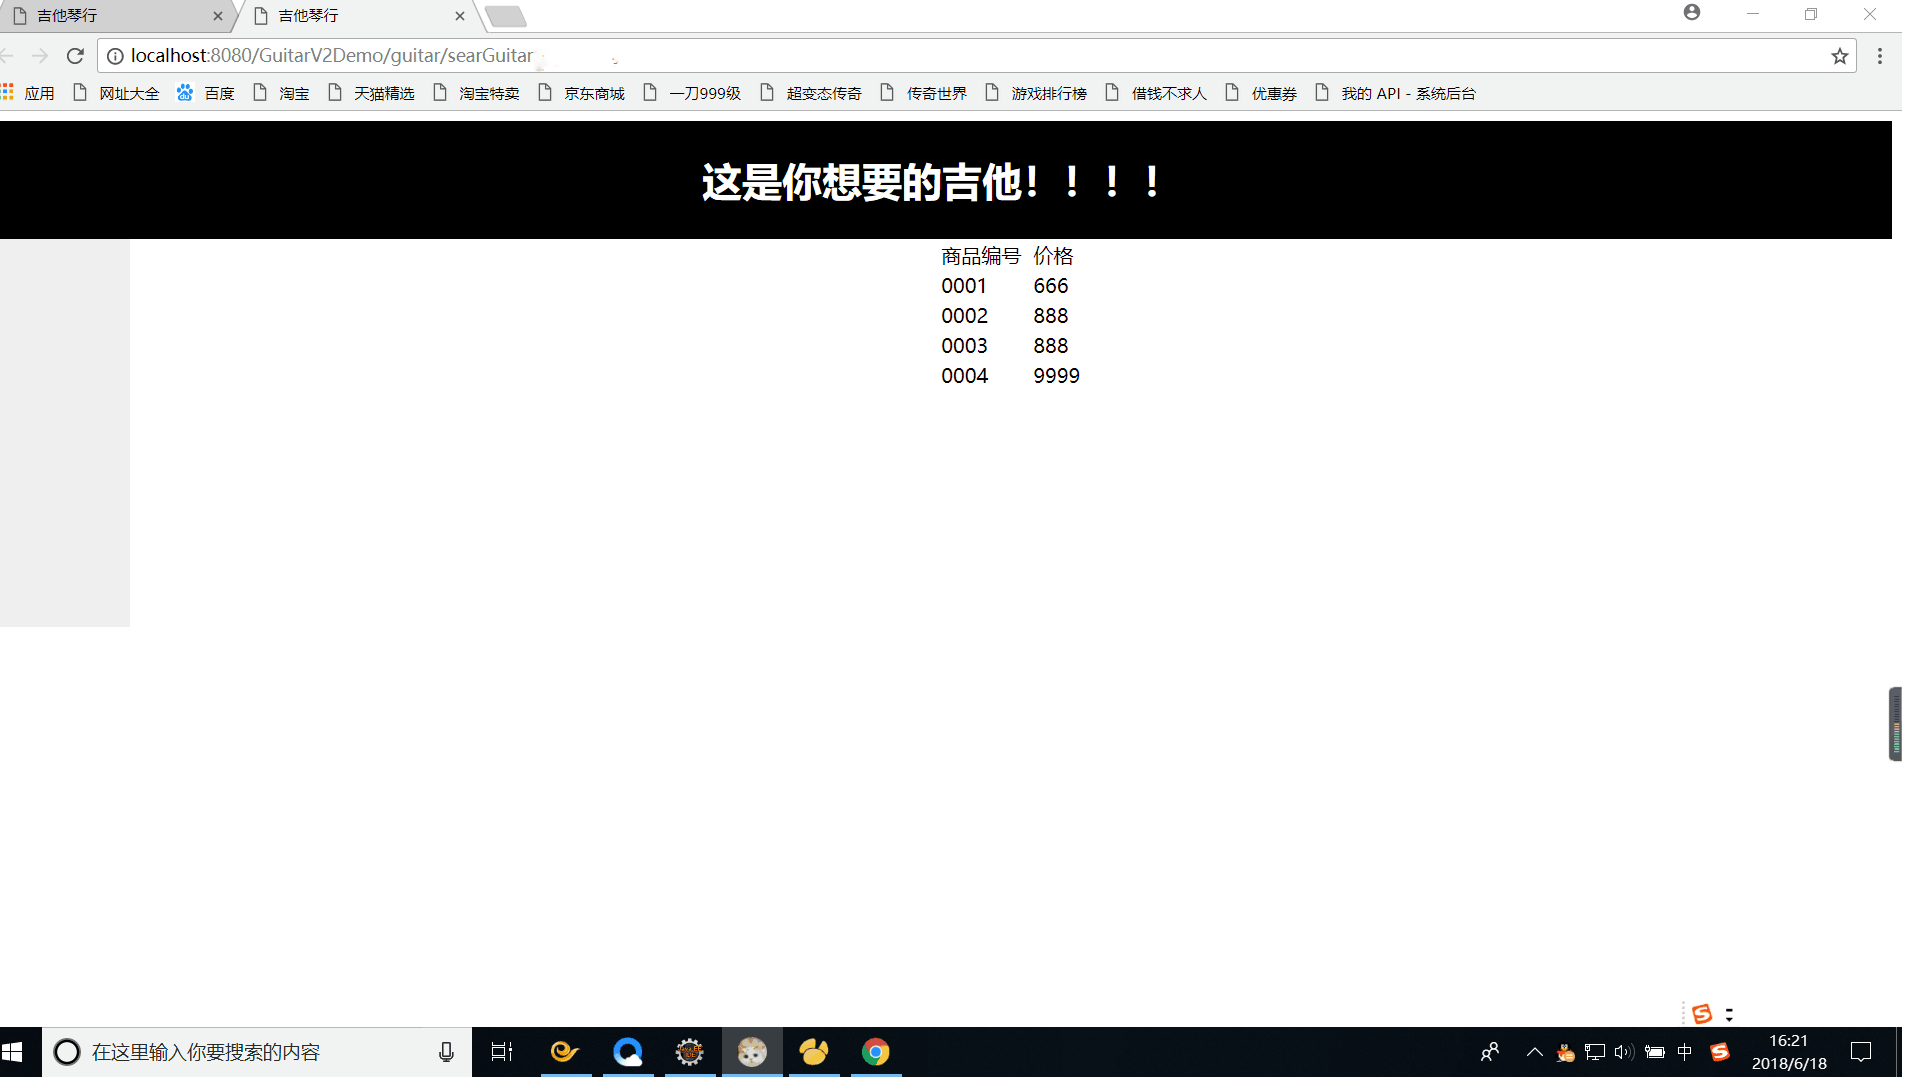 吉他琴行 吉他琴行
localhost:8080/GuitarV2Demo/guitar/searGuitar
应用 网址大全 百度 淘宝 天猫精选 淘宝特卖 京东商城 一刀999级 超变态传奇 传奇世界 游戏排行榜 借钱不求人 优惠券 我的 API - 系统后台
这是你想要的吉他！！！！
商品编号 价格
0001 666
0002 888
0003 888
0004 9999
在这里输入你要搜索的内容
中
16:21
2018/6/18